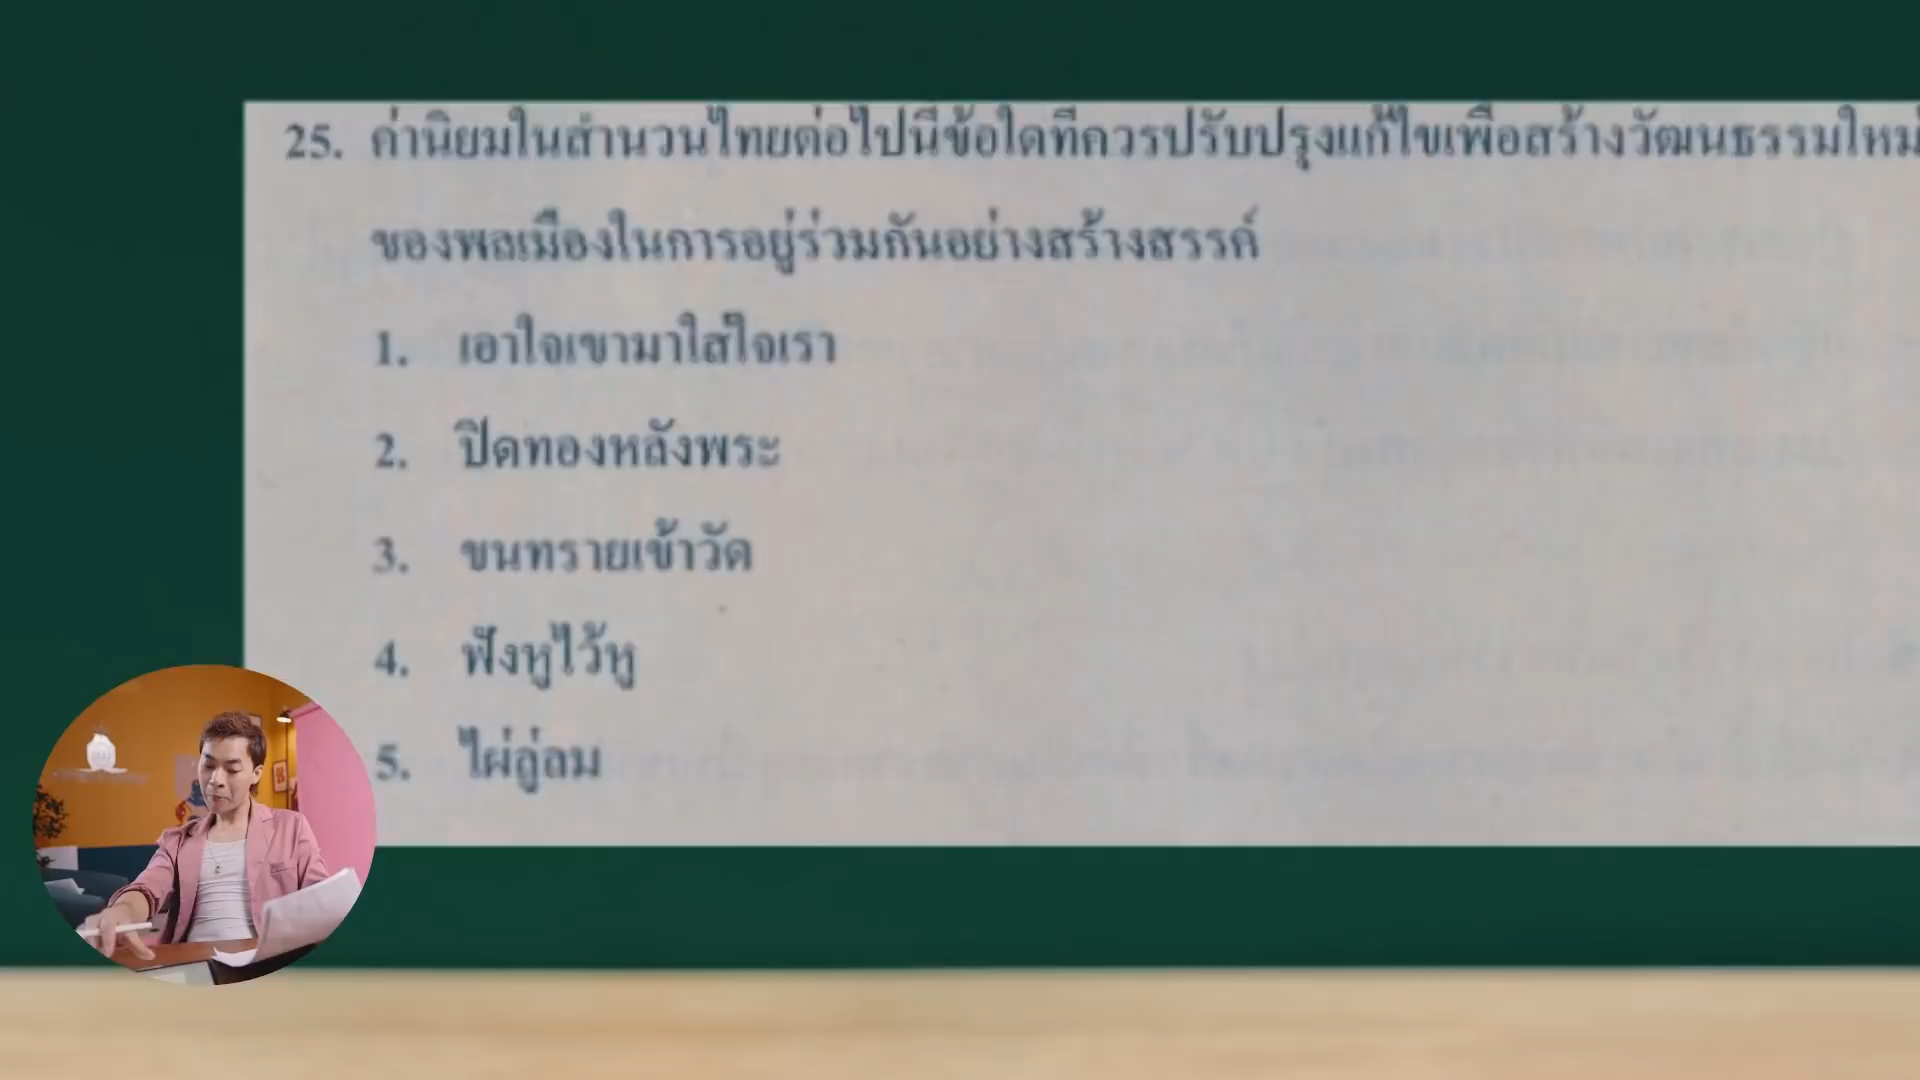 25. ค่านิยมในสำนวนไทยต่อไปนี้ข้อใดที่ควรปรับปรุงแก้ไขเพื่อสร้างวัฒนธรรมใหม่
ของพลเมืองในการอยู่ร่วมกันอย่างสร้างสรรค์
1. เอาใจเขามาใส่ใจเรา
2. ปิดทองหลังพระ
3. ขนทรายเข้าวัด
4. ฟังหูไว้หู
5. ไผ่ลู่ลม